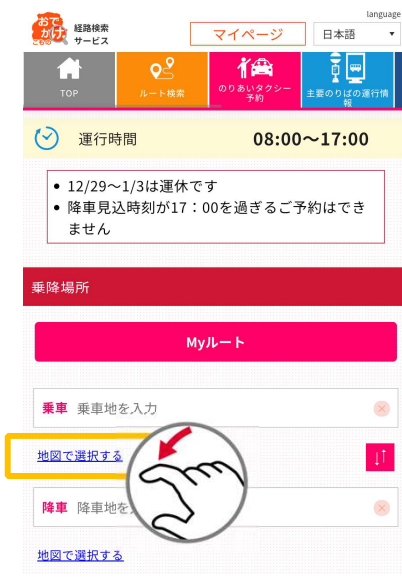 language
おで
かけ
こもの
経路検索
サービス
マイページ
日本語
TOP
ルート検索
のりあいタクシー
予約
主要のりばの運行情
報
運行時間
08:00〜17:00
• 12/29〜1/3は運休です
• 降車見込時刻が17：00を過ぎるご予約はでき
ません
乗降場所
Myルート
乗車 乗車地を入力
地図で選択する
降車 降車地を
地図で選択する